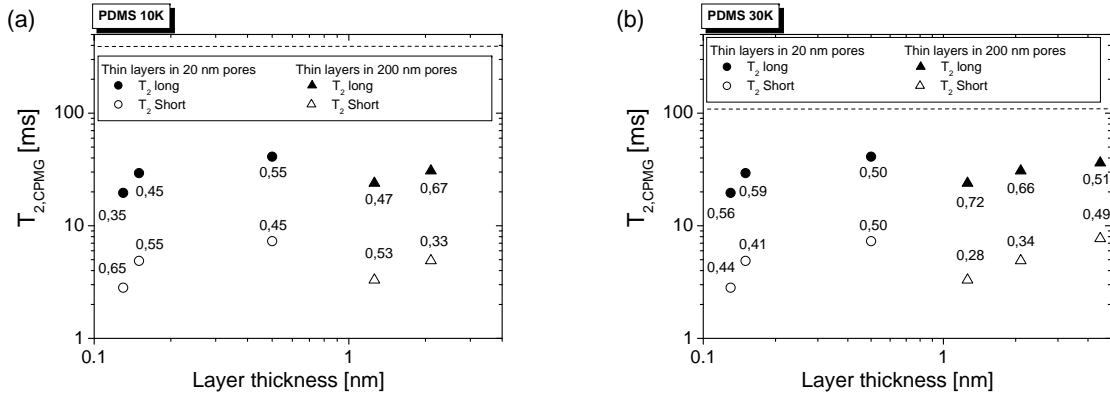 (a)
PDMS 10K
Thin layers in 20 nm pores Thin layers in 200 nm pores
T2 long T2 long
T2 Short T2 Short
100
10
1
T2,CPMG [ms]
0,35
0,45
0,55
0,47
0,67
0,65
0,55
0,45
0,53
0,33
0.1 1
Layer thickness [nm]
(b)
PDMS 30K
Thin layers in 20 nm pores Thin layers in 200 nm pores
T2 long T2 long
T2 Short T2 Short
100
10
1
T2,CPMG [ms]
0,56
0,59
0,50
0,72
0,66
0,51
0,44
0,41
0,50
0,28
0,34
0,49
0.1 1
Layer thickness [nm]